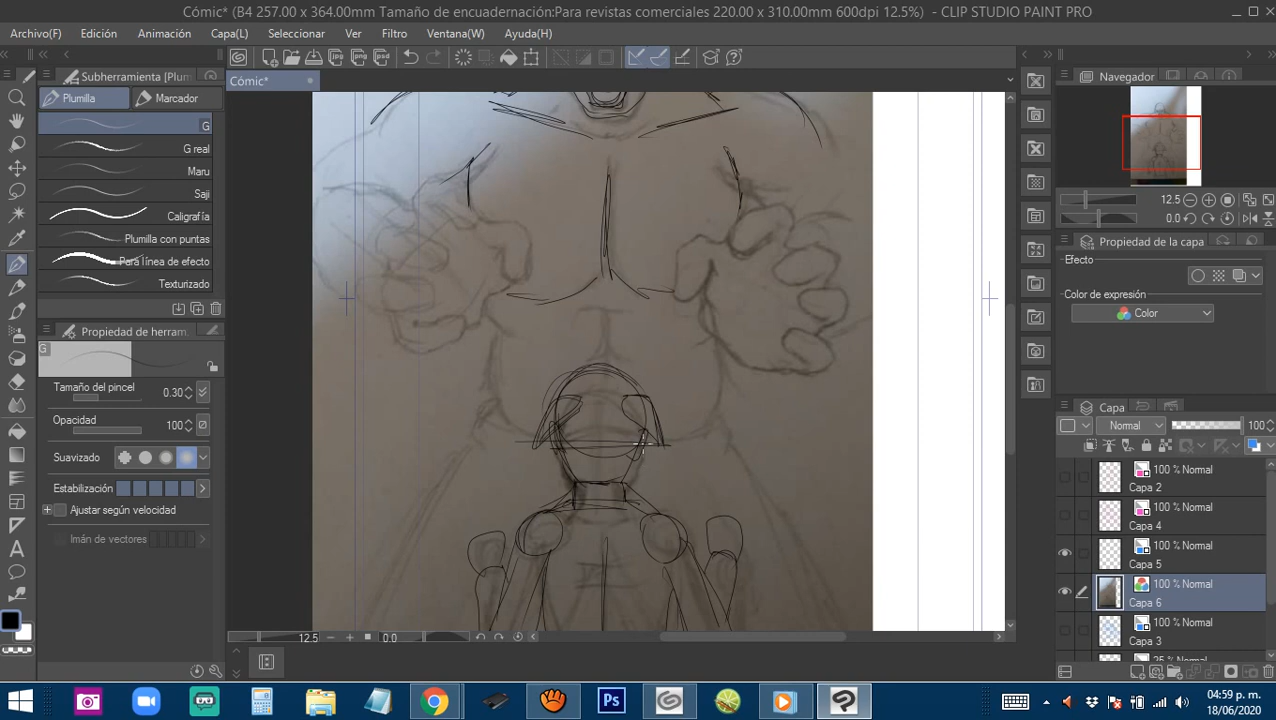 Cómic* (B4 257.00 x 364.00mm Tamaño de encuadernación:Para revistas comerciales 220.00 x 310.00mm 600dpi 12.5%) - CLIP STUDIO PAINT PRO
Archivo(F) Edición Animación Capa(L) Seleccionar Ver Filtro Ventana(W) Ayuda(H)
Subherramienta (Plum
Plumilla Marcador
G
G real
Maru
Saji
Caligrafía
Plumilla con puntas
Para línea de efecto
Texturizado
Propiedad de herram.
G
Tamaño del pincel 0.30
Opacidad 100
Suavizado
Estabilización
Ajustar según velocidad
Imán de vectores
Cómic*
12.5 0.0
Navegador
12.5
0.0
Propiedad de la capa
Efecto
Color de expresión
Color
Capa
Normal 100
100 % Normal
Capa 2
100 % Normal
Capa 4
100 % Normal
Capa 5
100 % Normal
Capa 6
100 % Normal
Capa 3
25 % Normal
Ps
04:59 p. m.
18/06/2020